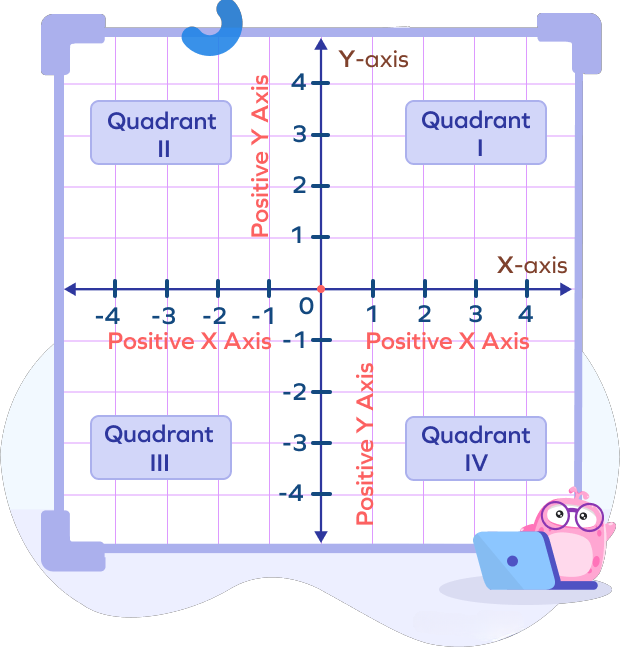 Y-axis
4
Quadrant
II
Quadrant
I
Positive Y Axis
3
2
1
X-axis
-4 -3 -2 -1 0 1 2 3 4
Positive X Axis
-1
Positive X Axis
-2
Positive Y Axis
Quadrant
III
-3
Quadrant
IV
-4